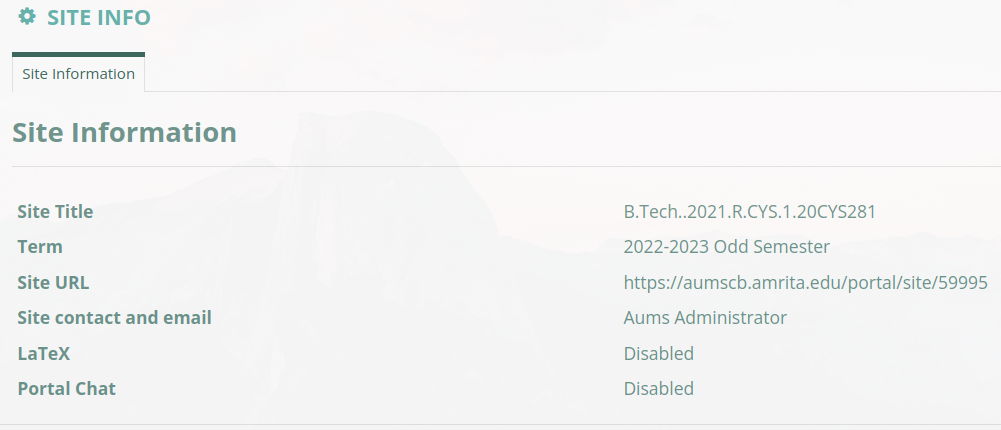 SITE INFO
Site Information
Site Information
Site Title B.Tech..2021.R.CYS.1.20CYS281
Term 2022-2023 Odd Semester
Site URL https://aumscb.amrita.edu/portal/site/59995
Site contact and email Aums Administrator
LaTeX Disabled
Portal Chat Disabled